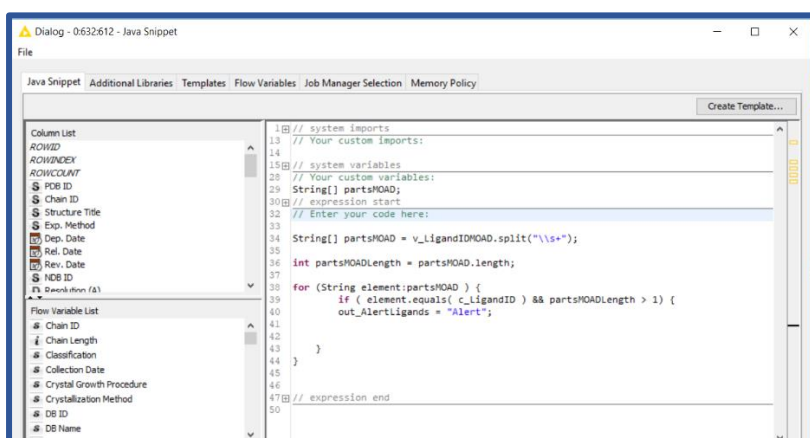 Dialog - 0:632:612 - Java Snippet
File
Java Snippet Additional Libraries Templates Flow Variables Job Manager Selection Memory Policy
Create Template...
Column List
ROWID
ROWINDEX
ROWCOUNT
S PDB ID
S Chain ID
S Structure Title
S Exp. Method
Dep. Date
Rel. Date
Rev. Date
S NDB ID
D Resolution (A)
Flow Variable List
s Chain ID
i Chain Length
s Classification
s Collection Date
s Crystal Growth Procedure
s Crystallization Method
s DB ID
s DB Name
1 // system imports
13 // Your custom imports:
14
15 // system variables
28 // Your custom variables:
29 String[] partsMOAD;
30 // expression start
32 // Enter your code here:
33
34 String[] partsMOAD = v_LigandIDMOAD.split("\\s+");
35
36 int partsMOADLength = partsMOAD.length;
37
38 for (String element:partsMOAD ) {
39 if ( element.equals( c_LigandID ) && partsMOADLength > 1) {
40 out_AlertLigands = "Alert";
41
42
43 }
44 }
45
46
47 // expression end
50